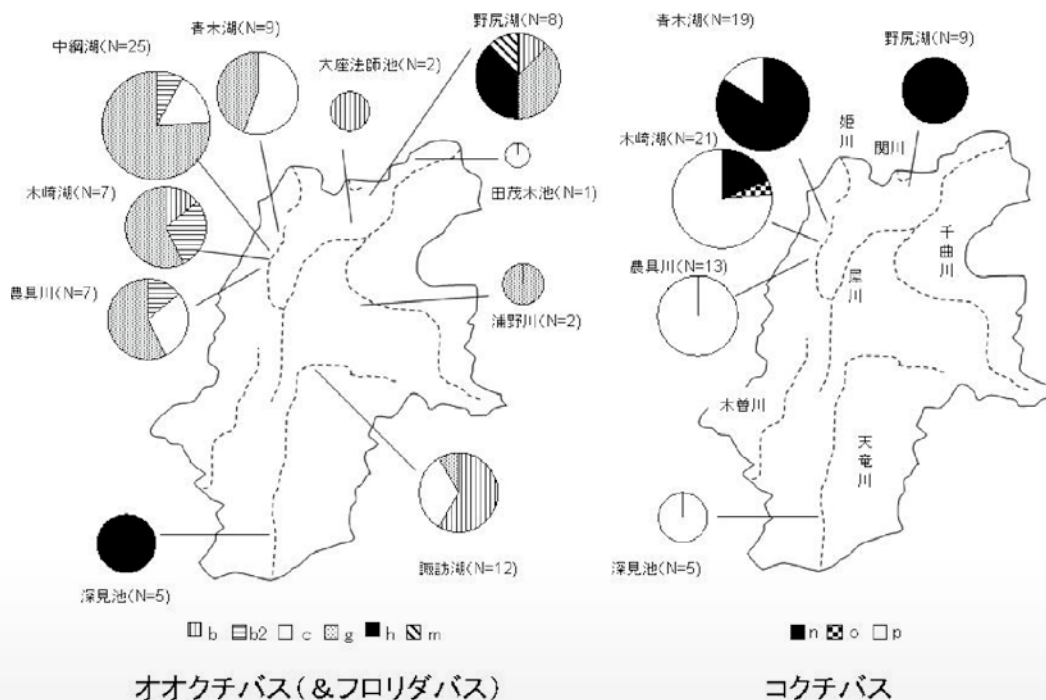 中綱湖(N=25)
青木湖(N=9)
大座法師池(N=2)
野尻湖(N=8)
田茂木池(N=1)
木崎湖(N=7)
農具川(N=7)
浦野川(N=2)
諏訪湖(N=12)
深見池(N=5)
b b2 c g h m
オオクチバス(&フロリダバス)
青木湖(N=19)
野尻湖(N=9)
姫川
関川
木崎湖(N=21)
千曲川
農具川(N=13)
犀川
木曽川
天竜川
深見池(N=5)
n o p
コクチバス